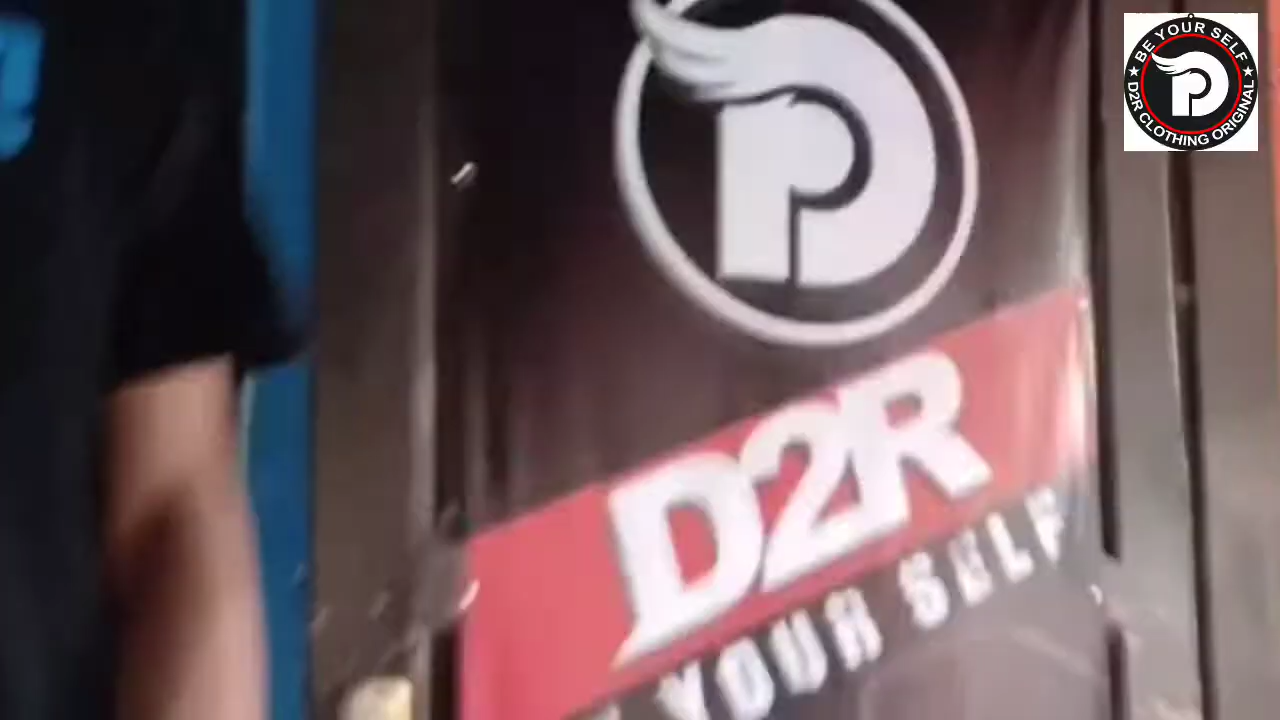 D2R
YOUR SELF
★ BE YOUR SELF ★
D2R CLOTHING ORIGINAL